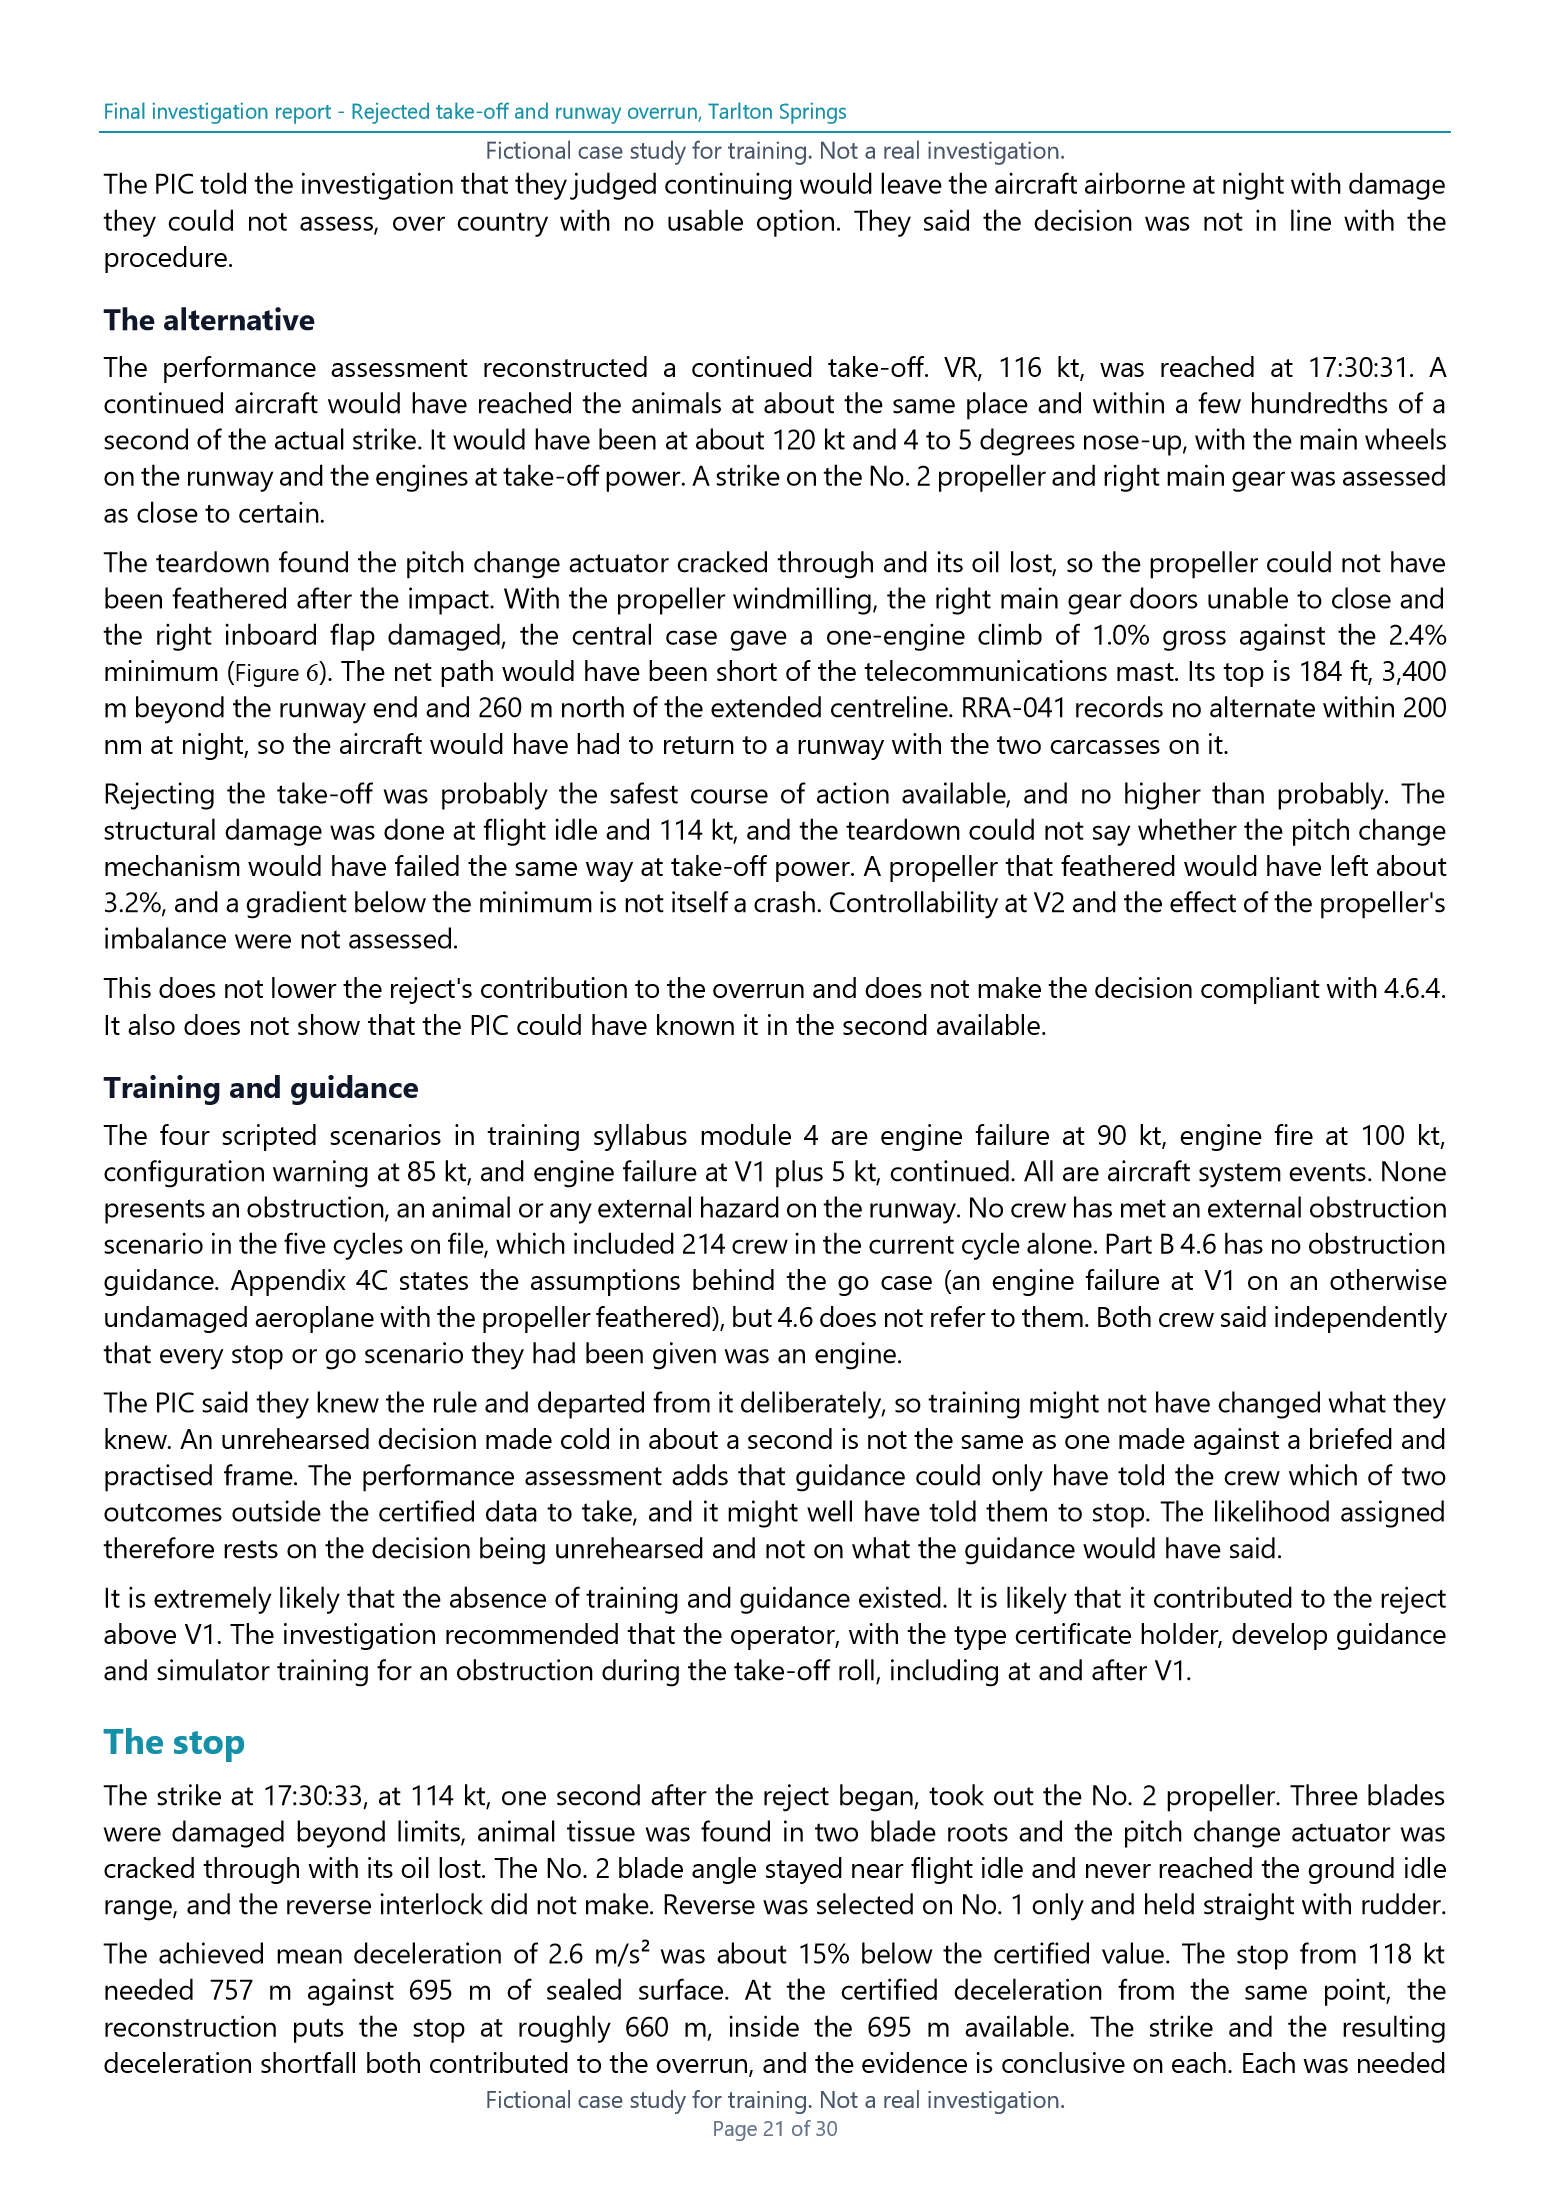 Final investigation report - Rejected take-off and runway overrun, Tarlton Springs
Fictional case study for training. Not a real investigation.
The PIC told the investigation that they judged continuing would leave the aircraft airborne at night with damage
they could not assess, over country with no usable option. They said the decision was not in line with the
procedure.
The alternative
The performance assessment reconstructed a continued take-off. VR, 116 kt, was reached at 17:30:31. A
continued aircraft would have reached the animals at about the same place and within a few hundredths of a
second of the actual strike. It would have been at about 120 kt and 4 to 5 degrees nose-up, with the main wheels
on the runway and the engines at take-off power. A strike on the No. 2 propeller and right main gear was assessed
as close to certain.
The teardown found the pitch change actuator cracked through and its oil lost, so the propeller could not have
been feathered after the impact. With the propeller windmilling, the right main gear doors unable to close and
the right inboard flap damaged, the central case gave a one-engine climb of 1.0% gross against the 2.4%
minimum (Figure 6). The net path would have been short of the telecommunications mast. Its top is 184 ft, 3,400
m beyond the runway end and 260 m north of the extended centreline. RRA-041 records no alternate within 200
nm at night, so the aircraft would have had to return to a runway with the two carcasses on it.
Rejecting the take-off was probably the safest course of action available, and no higher than probably. The
structural damage was done at flight idle and 114 kt, and the teardown could not say whether the pitch change
mechanism would have failed the same way at take-off power. A propeller that feathered would have left about
3.2%, and a gradient below the minimum is not itself a crash. Controllability at V2 and the effect of the propeller's
imbalance were not assessed.
This does not lower the reject's contribution to the overrun and does not make the decision compliant with 4.6.4.
It also does not show that the PIC could have known it in the second available.
Training and guidance
The four scripted scenarios in training syllabus module 4 are engine failure at 90 kt, engine fire at 100 kt,
configuration warning at 85 kt, and engine failure at V1 plus 5 kt, continued. All are aircraft system events. None
presents an obstruction, an animal or any external hazard on the runway. No crew has met an external obstruction
scenario in the five cycles on file, which included 214 crew in the current cycle alone. Part B 4.6 has no obstruction
guidance. Appendix 4C states the assumptions behind the go case (an engine failure at V1 on an otherwise
undamaged aeroplane with the propeller feathered), but 4.6 does not refer to them. Both crew said independently
that every stop or go scenario they had been given was an engine.
The PIC said they knew the rule and departed from it deliberately, so training might not have changed what they
knew. An unrehearsed decision made cold in about a second is not the same as one made against a briefed and
practised frame. The performance assessment adds that guidance could only have told the crew which of two
outcomes outside the certified data to take, and it might well have told them to stop. The likelihood assigned
therefore rests on the decision being unrehearsed and not on what the guidance would have said.
It is extremely likely that the absence of training and guidance existed. It is likely that it contributed to the reject
above V1. The investigation recommended that the operator, with the type certificate holder, develop guidance
and simulator training for an obstruction during the take-off roll, including at and after V1.
The stop
The strike at 17:30:33, at 114 kt, one second after the reject began, took out the No. 2 propeller. Three blades
were damaged beyond limits, animal tissue was found in two blade roots and the pitch change actuator was
cracked through with its oil lost. The No. 2 blade angle stayed near flight idle and never reached the ground idle
range, and the reverse interlock did not make. Reverse was selected on No. 1 only and held straight with rudder.
The achieved mean deceleration of 2.6 m/s² was about 15% below the certified value. The stop from 118 kt
needed 757 m against 695 m of sealed surface. At the certified deceleration from the same point, the
reconstruction puts the stop at roughly 660 m, inside the 695 m available. The strike and the resulting
deceleration shortfall both contributed to the overrun, and the evidence is conclusive on each. Each was needed
Fictional case study for training. Not a real investigation.
Page 21 of 30